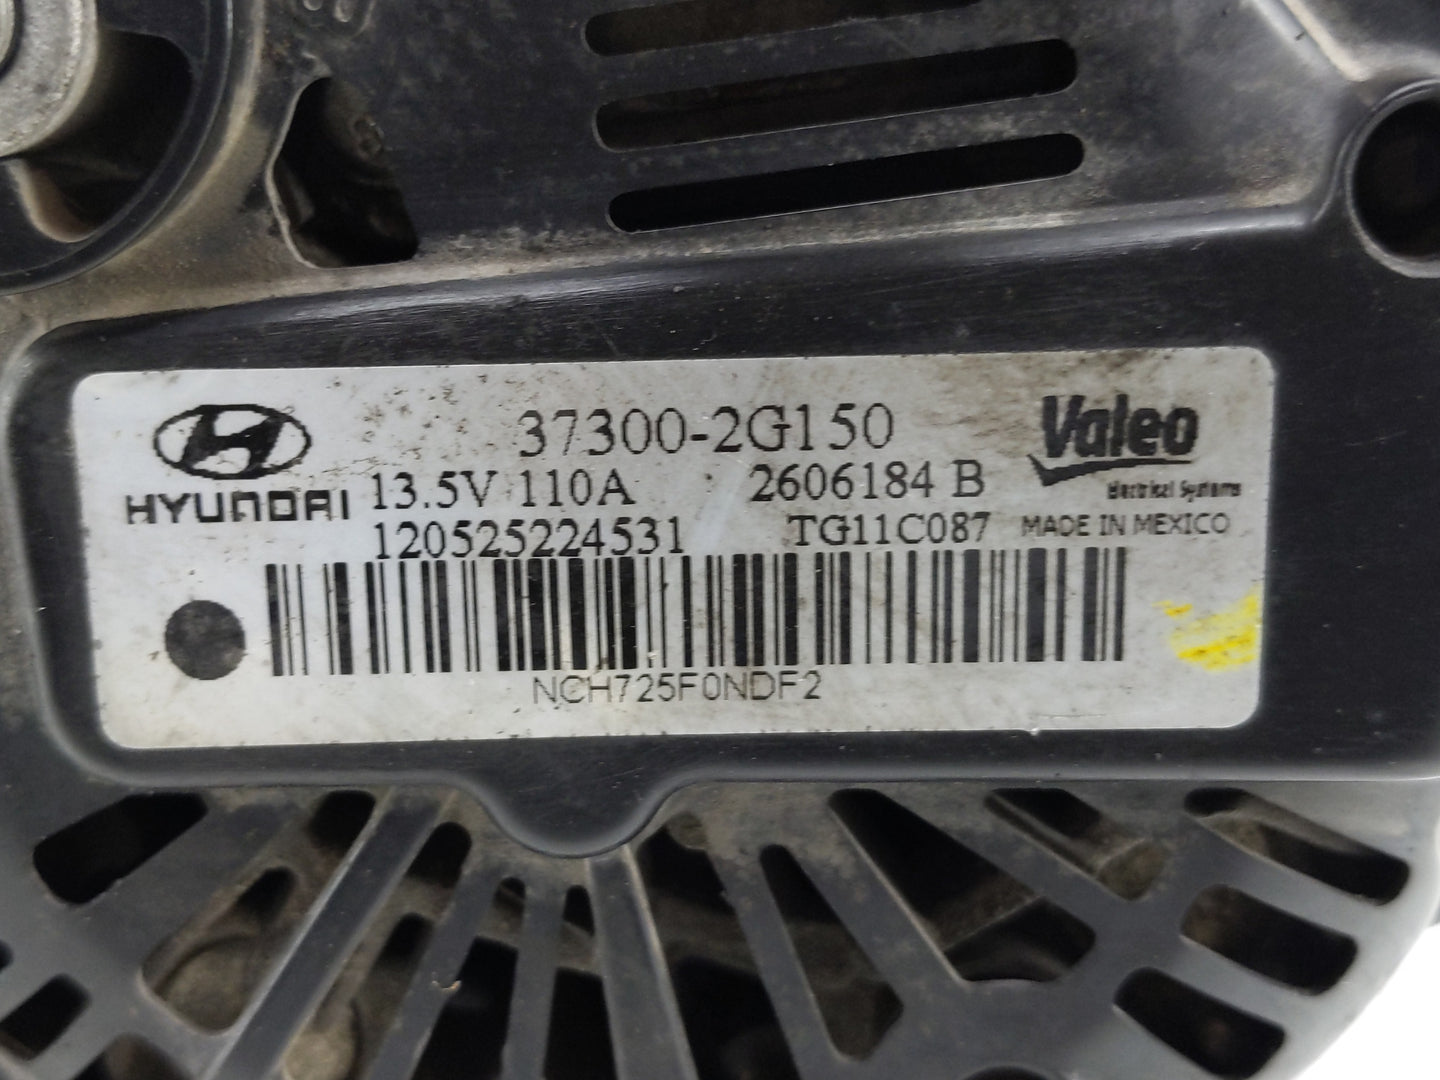 37300-2G150
Valeo
HYUNDAI 13.5V 110A 2606184 B
Electrical Systems
120525224531 TG11C087 MADE IN MEXICO
NCH725F0NDF2